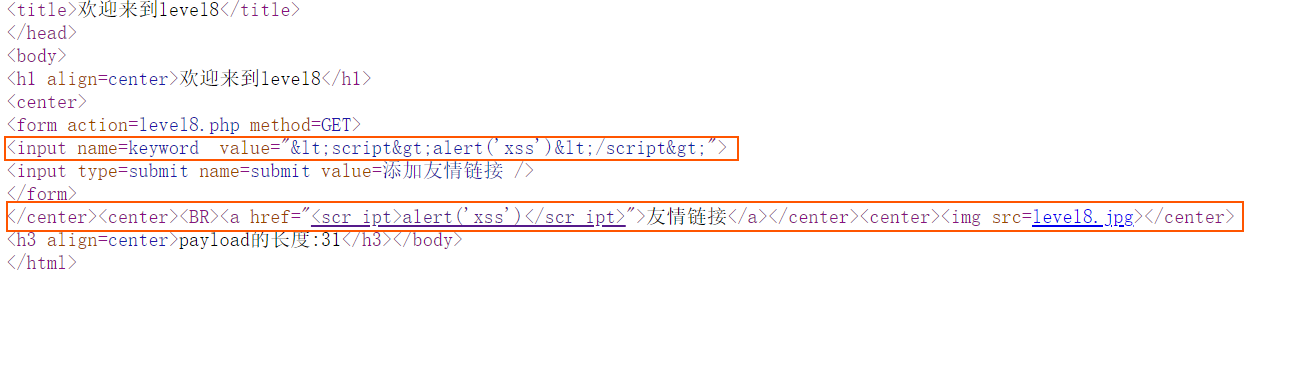 <title>欢迎来到level8</title>
</head>
<body>
<h1 align=center>欢迎来到level8</h1>
<center>
<form action=level8.php method=GET>
<input name=keyword  value="&lt;script&gt;alert('xss')&lt;/script&gt;">
<input type=submit name=submit value=添加友情链接 />
</form>
</center><center><BR><a href="<scr_ipt>alert('xss')</scr_ipt>">友情链接</a></center><center><img src=level8.jpg></center>
<h3 align=center>payload的长度:31</h3></body>
</html>